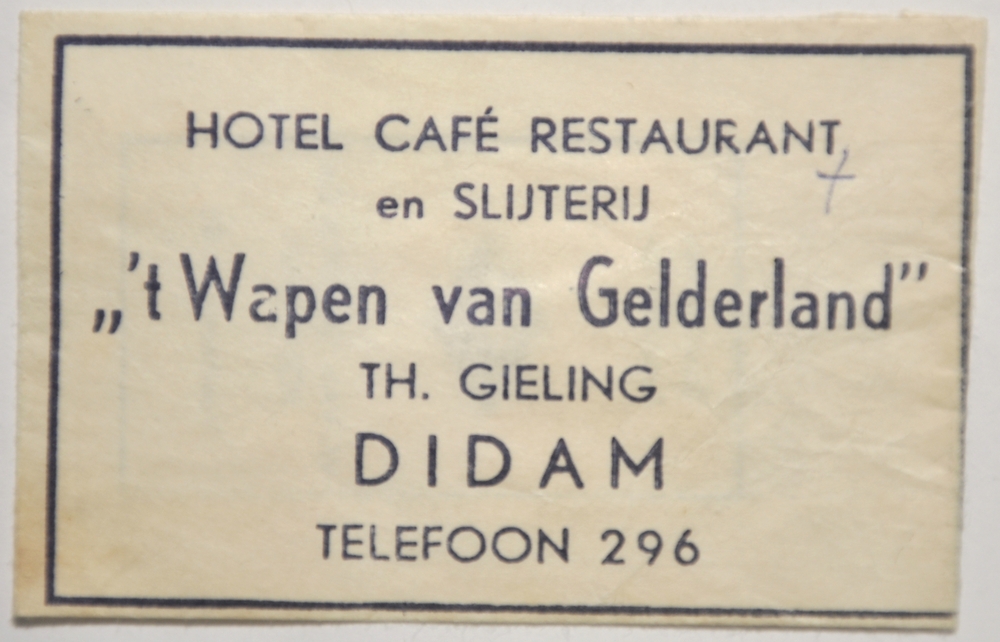 HOTEL CAFÉ RESTAURANT
en SLIJTERIJ
„'t Wapen van Gelderland”
TH. GIELING
DIDAM
TELEFOON 296